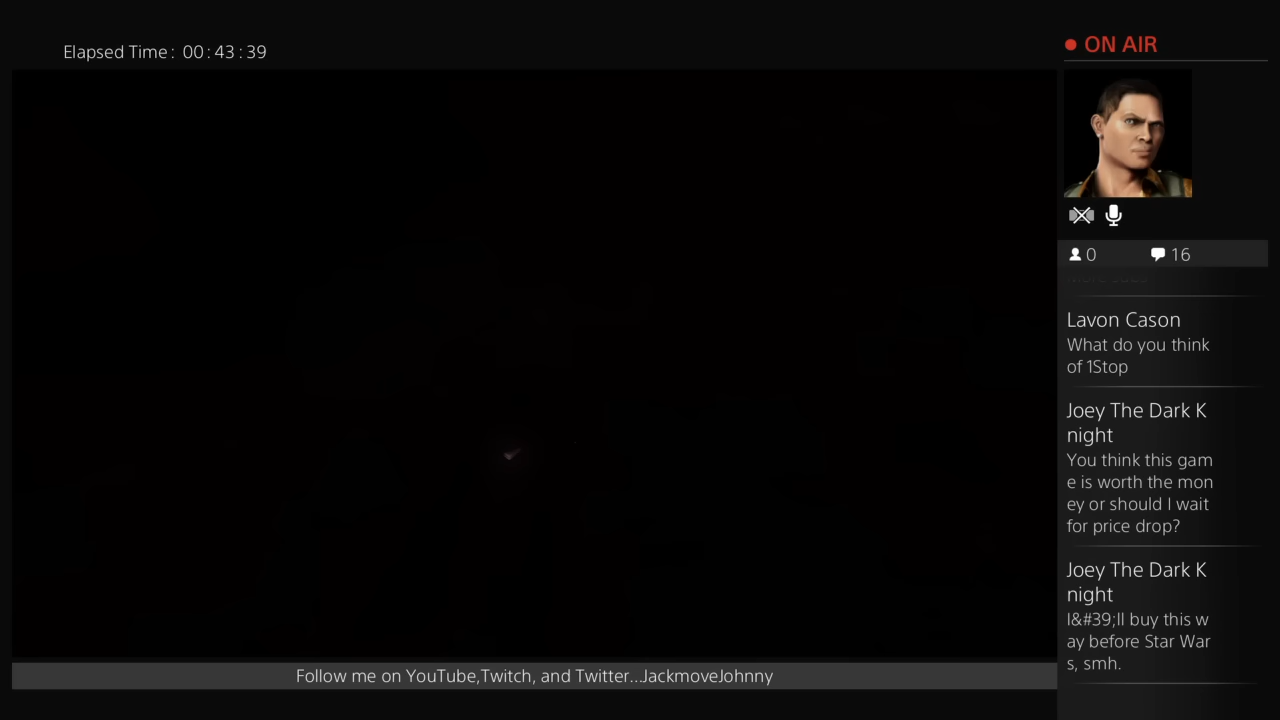 Elapsed Time: 00:43:39
ON AIR
0
16
Lavon Cason
What do you think
of 1Stop
Joey The Dark K
night
You think this gam
e is worth the mon
ey or should I wait
for price drop?
Joey The Dark K
night
I&#39;ll buy this w
ay before Star War
s, smh.
Follow me on YouTube,Twitch, and Twitter...JackmoveJohnny